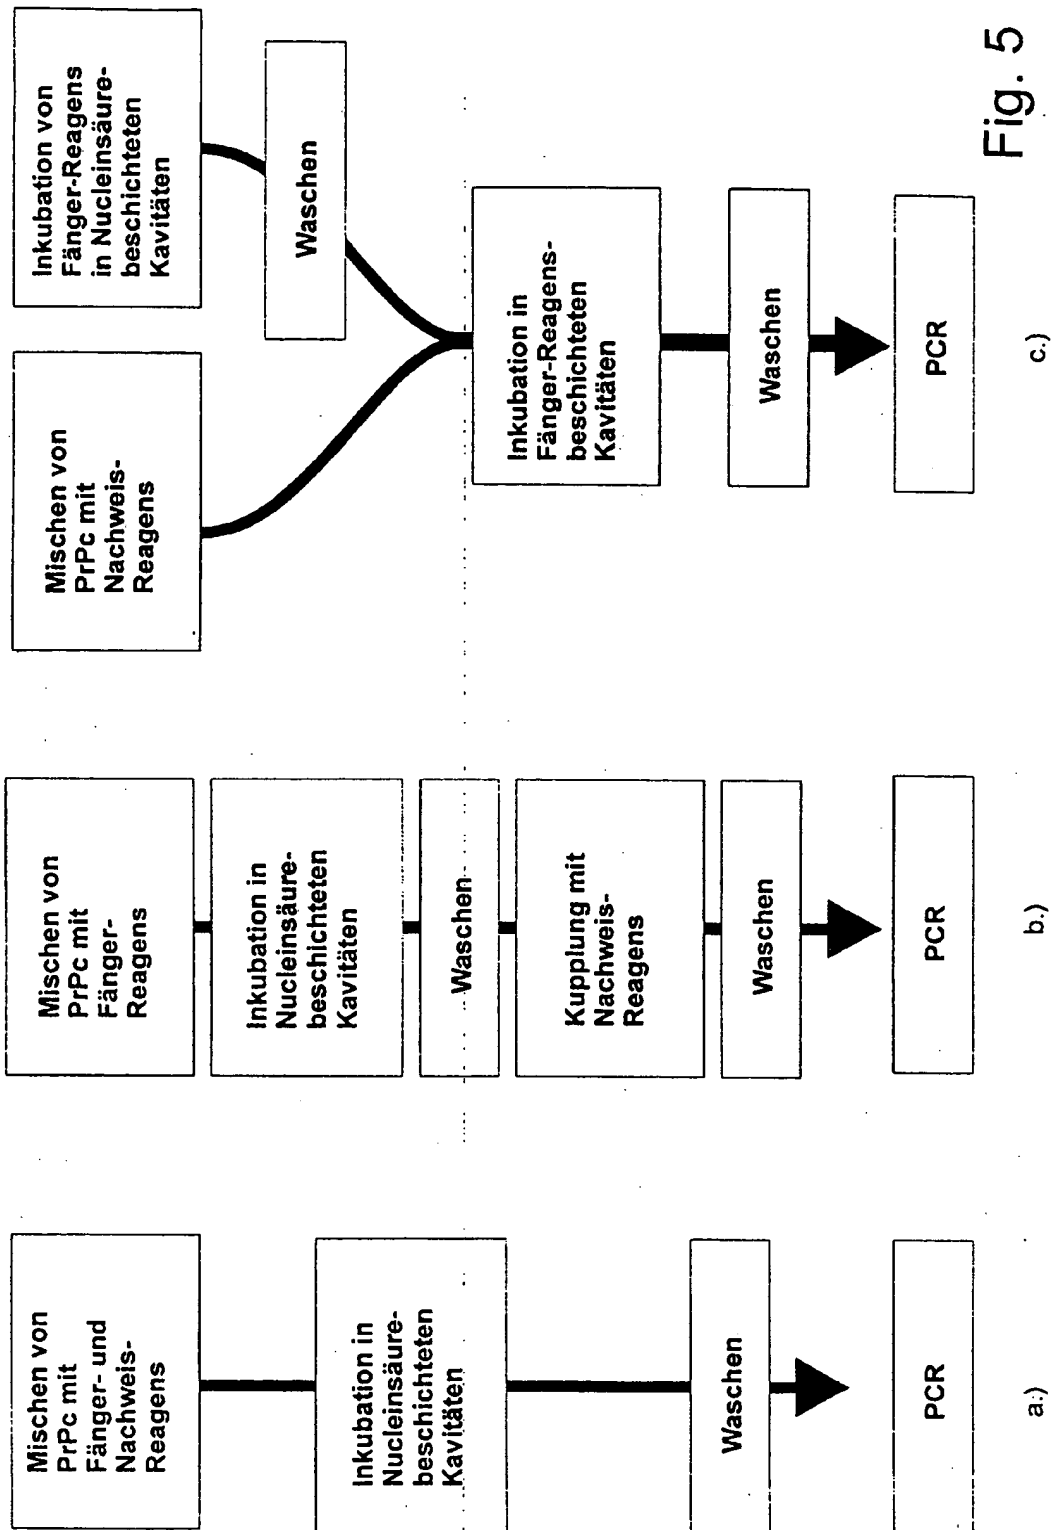 Mischen von
PrPc mit
Fänger- und
Nachweis-
Reagens
Inkubation in
Nucleinsäure-
beschichteten
Kavitäten
Waschen
PCR
a.)
Mischen von
PrPc mit
Fänger-
Reagens
Inkubation in
Nucleinsäure-
beschichteten
Kavitäten
Waschen
Kupplung mit
Nachweis-
Reagens
Waschen
PCR
b.)
Mischen von
PrPc mit
Nachweis-
Reagens
Inkubation von
Fänger-Reagens
in Nucleinsäure-
beschichteten
Kavitäten
Waschen
Inkubation in
Fänger-Reagens-
beschichteten
Kavitäten
Waschen
PCR
c.)
Fig. 5